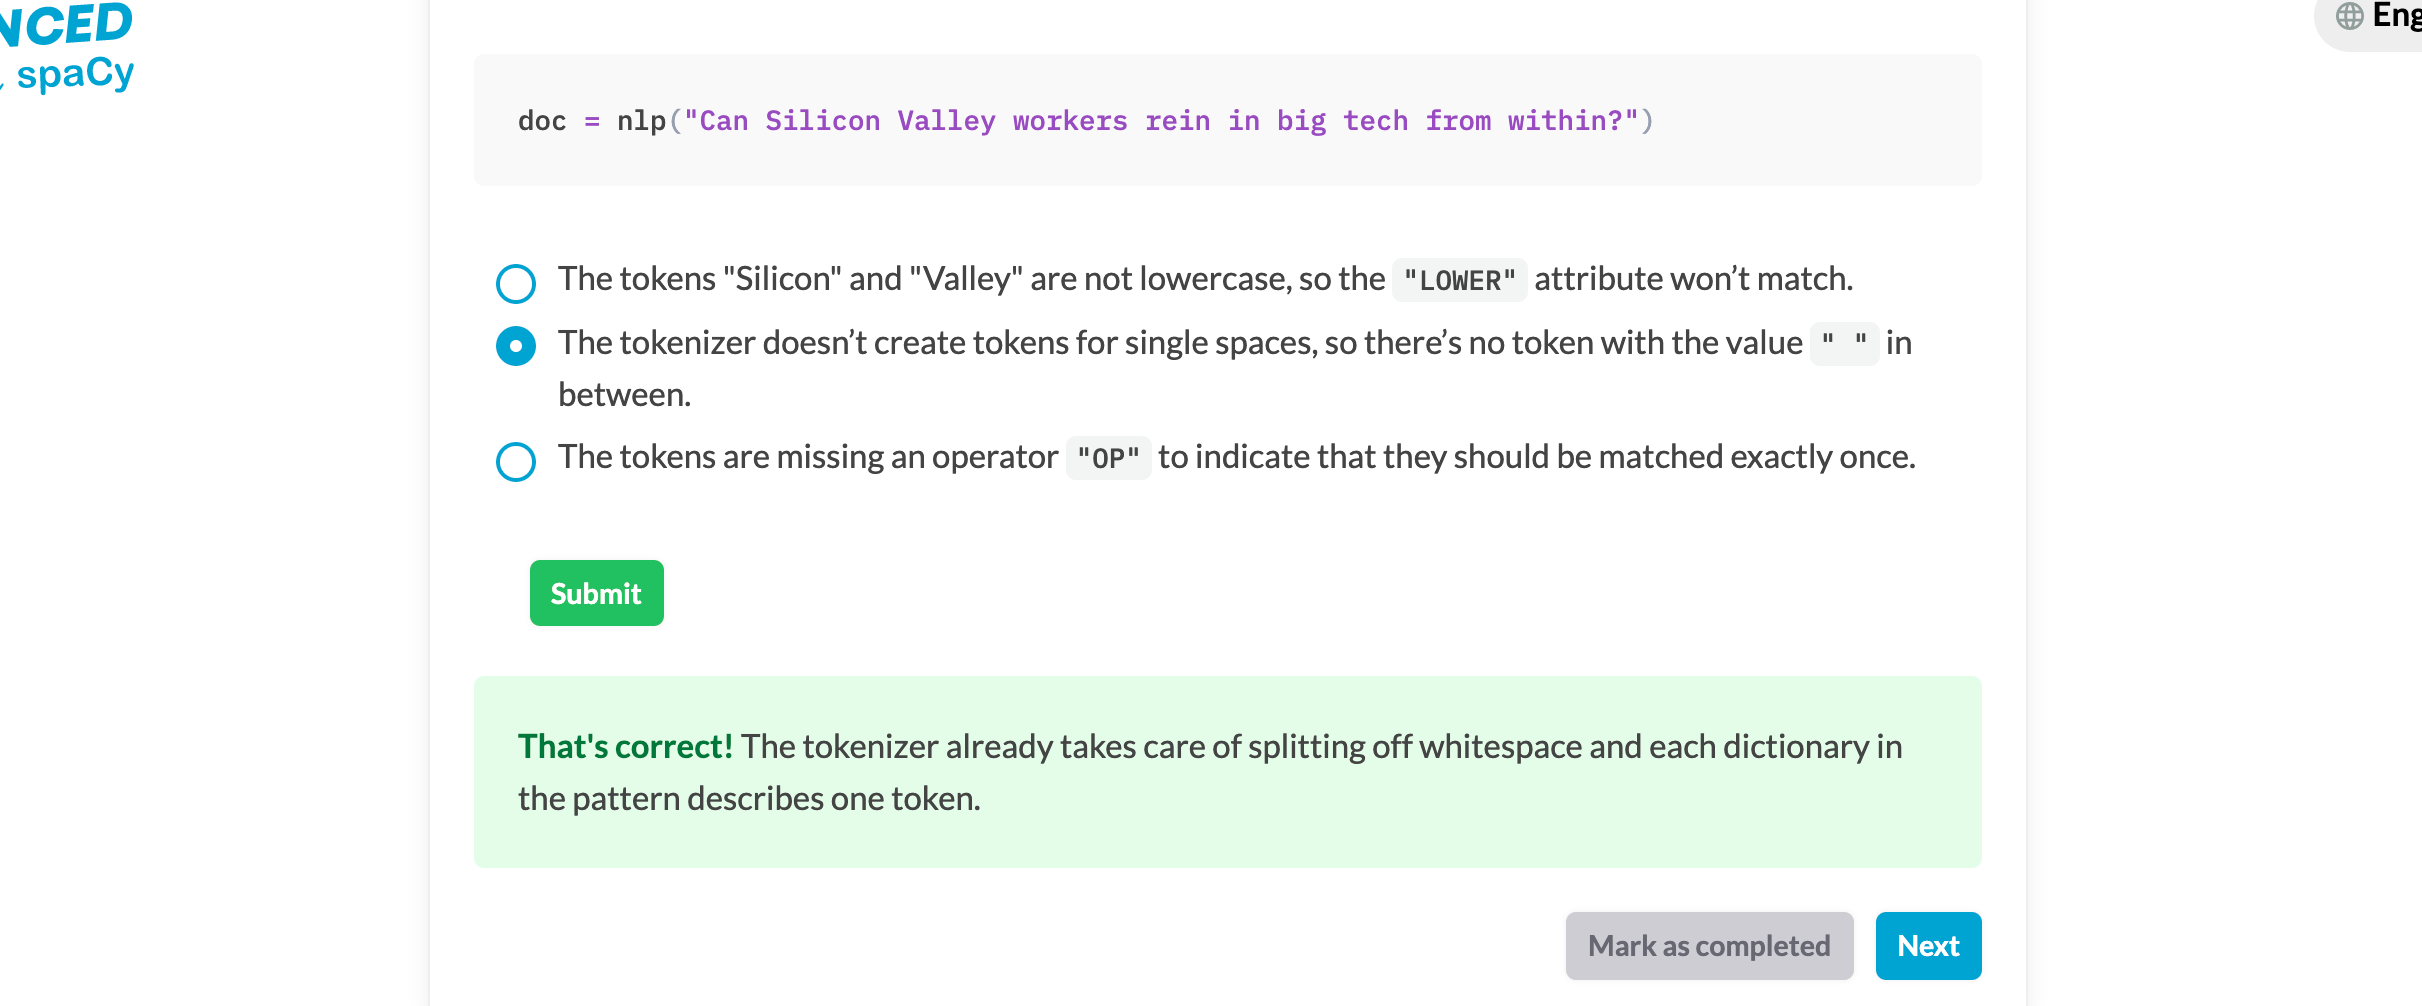 NCED
spaCy
Eng
doc = nlp("Can Silicon Valley workers rein in big tech from within?")
The tokens "Silicon" and "Valley" are not lowercase, so the "LOWER" attribute won’t match.
The tokenizer doesn’t create tokens for single spaces, so there’s no token with the value " " in
between.
The tokens are missing an operator "OP" to indicate that they should be matched exactly once.
Submit
That's correct! The tokenizer already takes care of splitting off whitespace and each dictionary in
the pattern describes one token.
Mark as completed
Next